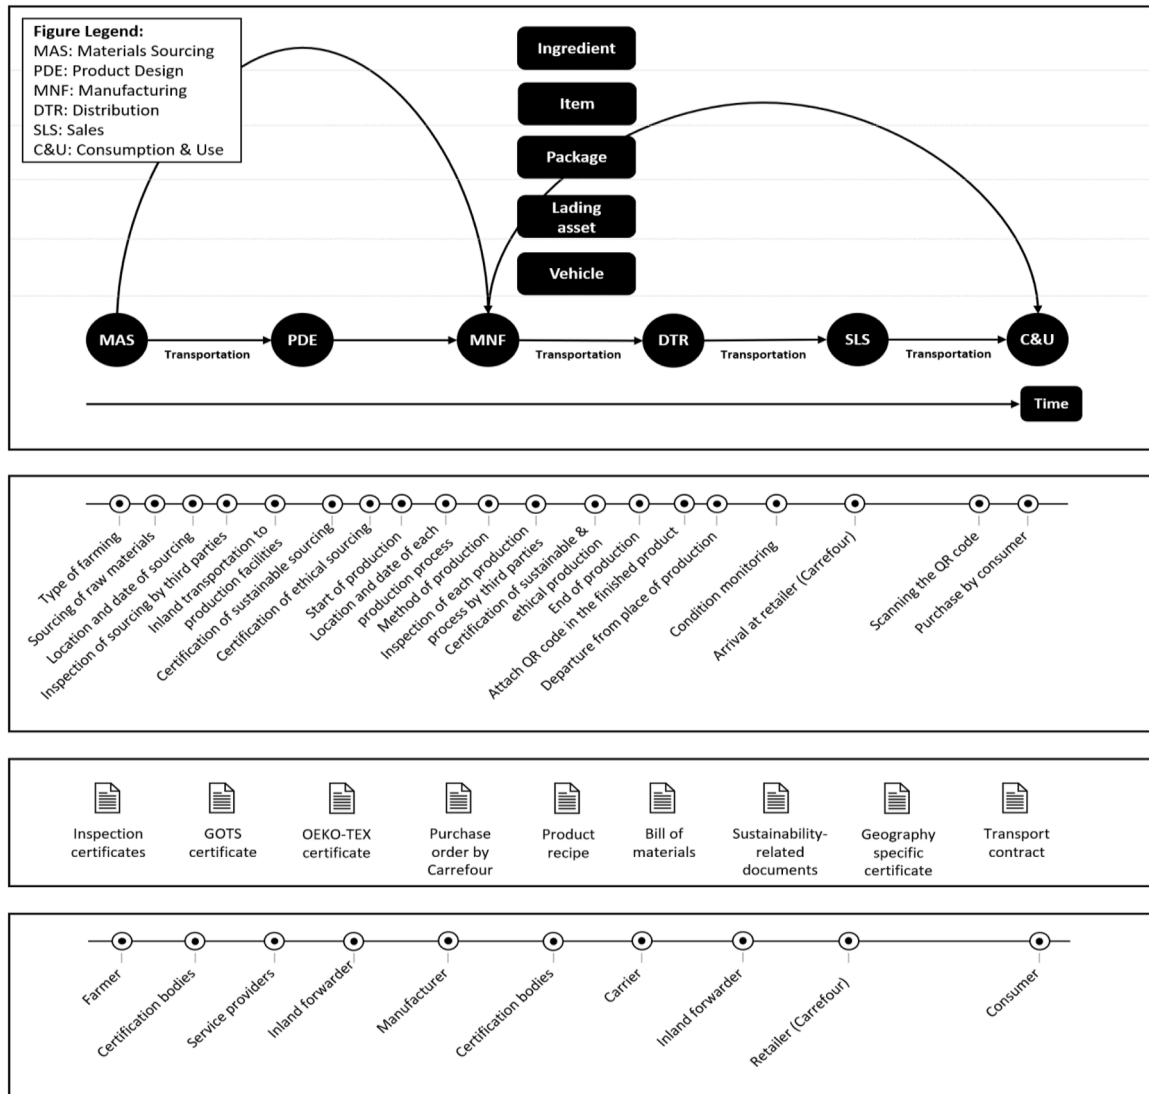 Figure Legend:
MAS: Materials Sourcing
PDE: Product Design
MNF: Manufacturing
DTR: Distribution
SLS: Sales
C&U: Consumption & Use
Ingredient
Item
Package
Lading
asset
Vehicle
MAS
Transportation
PDE
MNF
Transportation
DTR
Transportation
SLS
Transportation
C&U
Time
Type of farming
Sourcing of raw materials
Location and date of sourcing
Inspection of sourcing by third parties
Inland transportation to
production facilities
Certification of sustainable sourcing
Certification of ethical sourcing
Start of production
Location and date of each
production process
Method of production
Inspection of each production
process by third parties
Certification of sustainable &
ethical production
End of production
Attach QR code in the finished product
Departure from place of production
Condition monitoring
Arrival at retailer (Carrefour)
Scanning the QR code
Purchase by consumer
Inspection
certificates
GOTS
certificate
OEKO-TEX
certificate
Purchase
order by
Carrefour
Product
recipe
Bill of
materials
Sustainability-
related
documents
Geography
specific
certificate
Transport
contract
Farmer
Certification bodies
Service providers
Inland forwarder
Manufacturer
Certification bodies
Carrier
Inland forwarder
Retailer (Carrefour)
Consumer